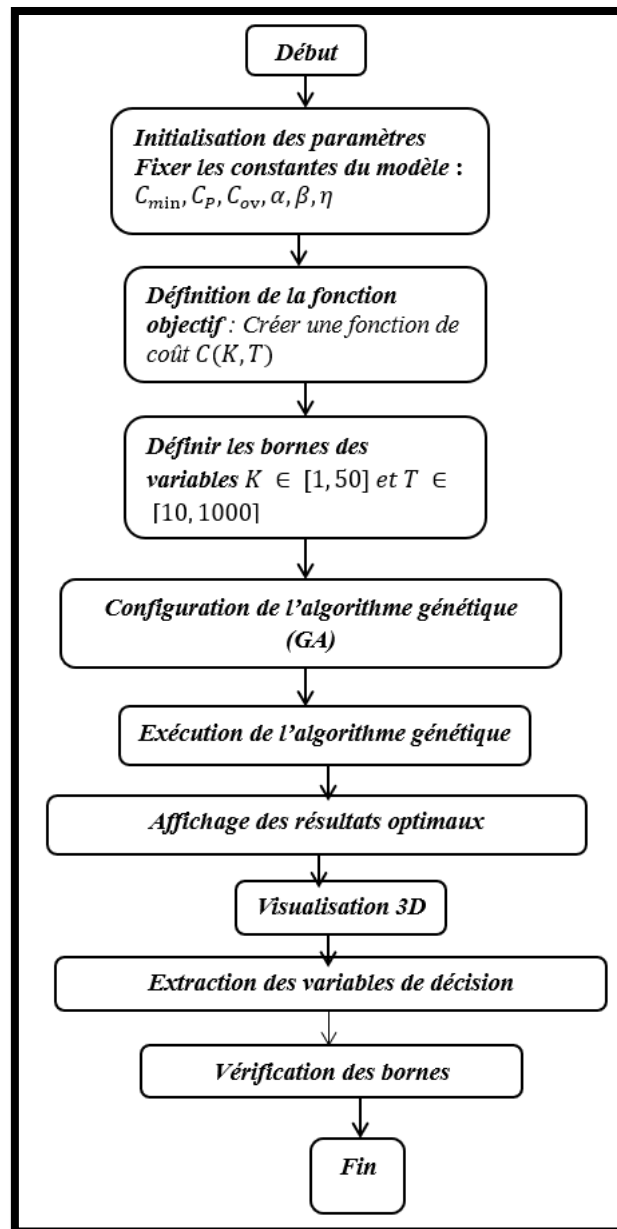 Début
Initialisation des paramètres
Fixer les constantes du modèle :
C_min, C_P, C_ov, α, β, η
Définition de la fonction
objectif : Créer une fonction de
coût C(K, T)
Définir les bornes des
variables K ∈ [1, 50] et T ∈
⌈10, 1000⌉
Configuration de l’algorithme génétique
(GA)
Exécution de l’algorithme génétique
Affichage des résultats optimaux
Visualisation 3D
Extraction des variables de décision
Vérification des bornes
Fin